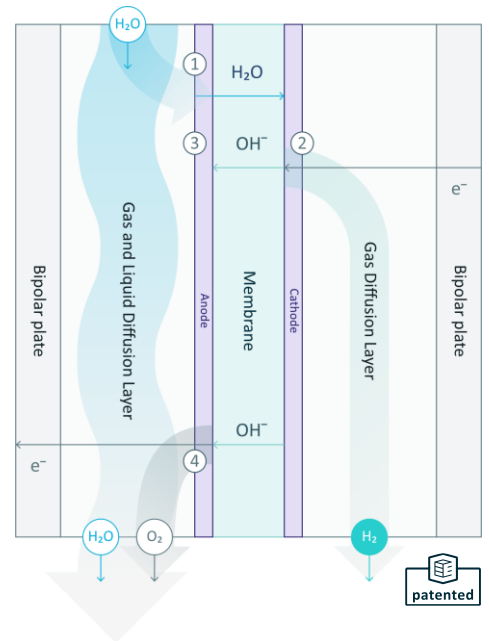 H₂O
1
H₂O
OH⁻
3
2
e⁻
Bipolar plate
Gas and Liquid Diffusion Layer
Anode
Membrane
Cathode
Gas Diffusion Layer
Bipolar plate
OH⁻
e⁻
4
H₂O
O₂
H₂
patented